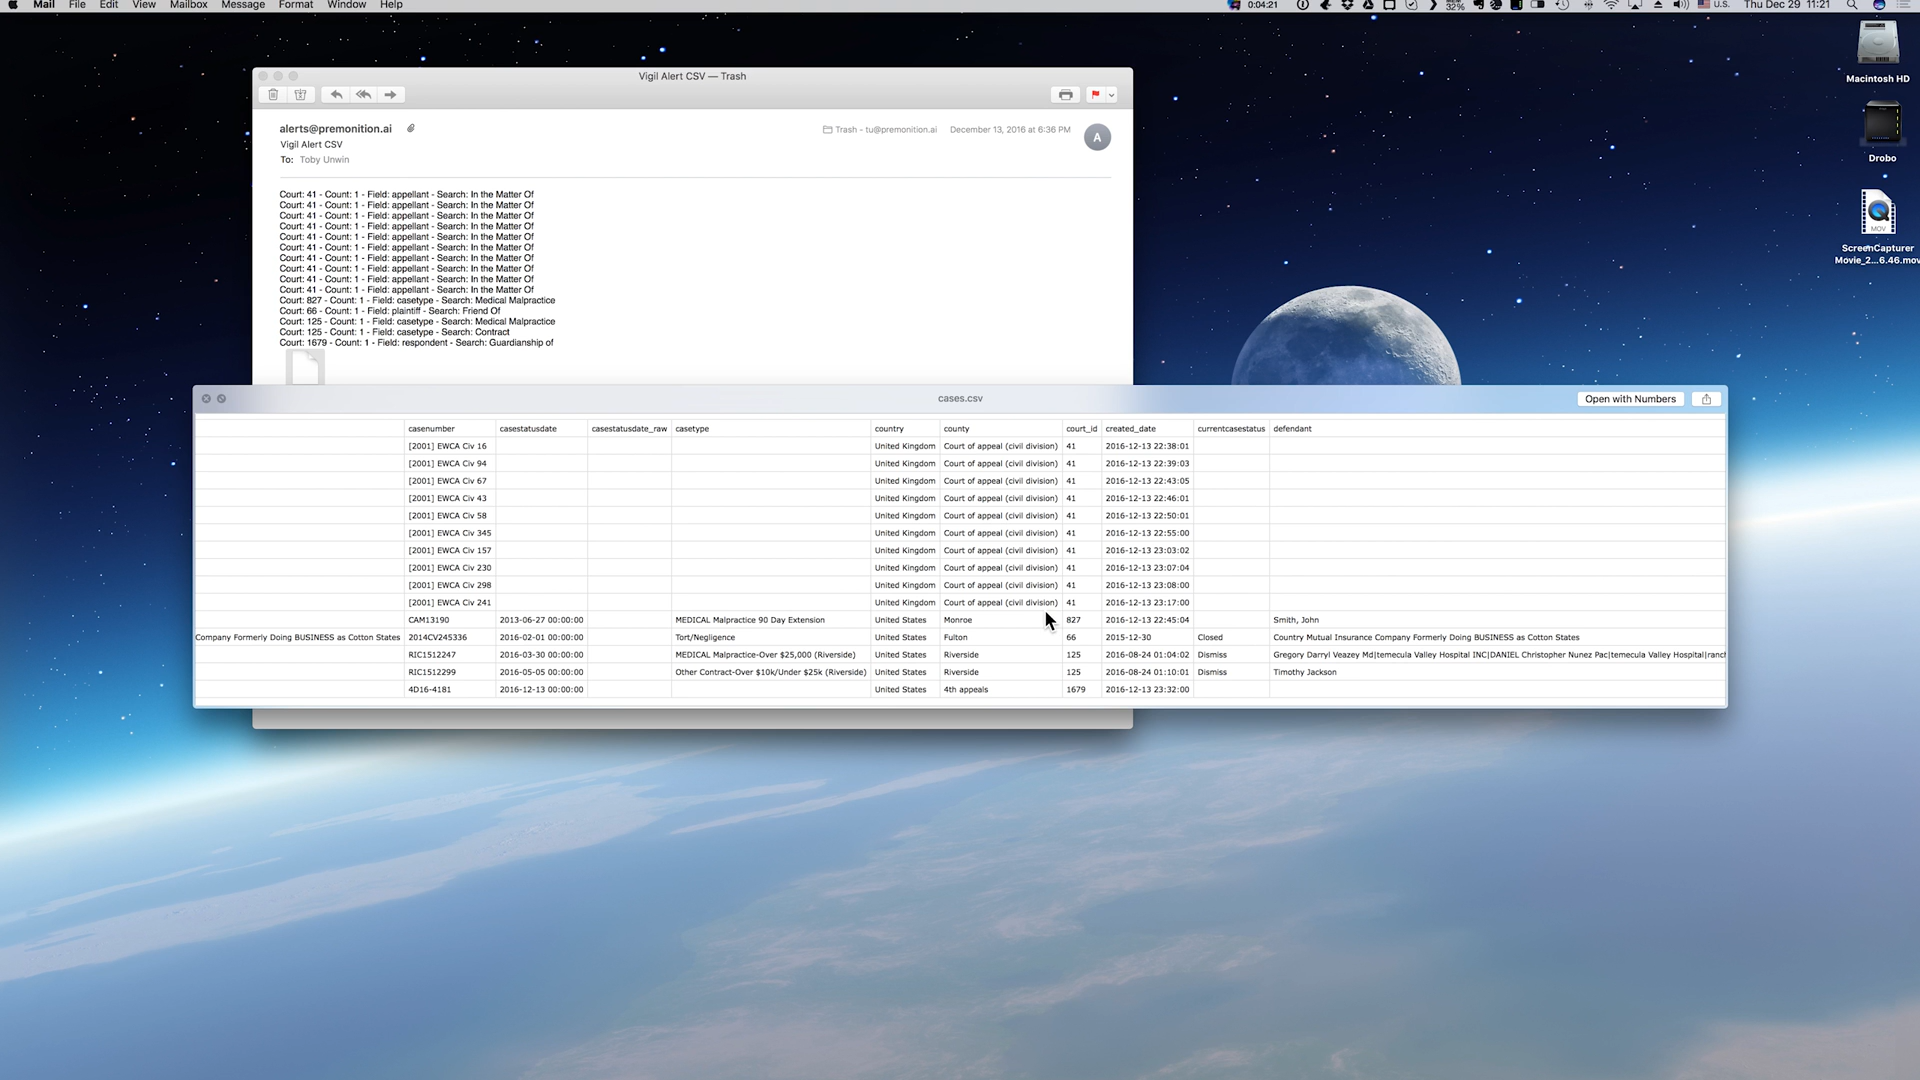 Mail File Edit View Mailbox Message Format Window Help 0:04:21 32% U.S. Thu Dec 29 11:21
Macintosh HD
Drobo
MOV
ScreenCapturer
Movie_2...6.46.mov
Vigil Alert CSV — Trash
alerts@premonition.ai Trash - tu@premonition.ai December 13, 2016 at 6:36 PM A
Vigil Alert CSV
To: Toby Unwin
Court: 41 - Count: 1 - Field: appellant - Search: In the Matter Of
Court: 41 - Count: 1 - Field: appellant - Search: In the Matter Of
Court: 41 - Count: 1 - Field: appellant - Search: In the Matter Of
Court: 41 - Count: 1 - Field: appellant - Search: In the Matter Of
Court: 41 - Count: 1 - Field: appellant - Search: In the Matter Of
Court: 41 - Count: 1 - Field: appellant - Search: In the Matter Of
Court: 41 - Count: 1 - Field: appellant - Search: In the Matter Of
Court: 41 - Count: 1 - Field: appellant - Search: In the Matter Of
Court: 41 - Count: 1 - Field: appellant - Search: In the Matter Of
Court: 41 - Count: 1 - Field: appellant - Search: In the Matter Of
Court: 827 - Count: 1 - Field: casetype - Search: Medical Malpractice
Court: 66 - Count: 1 - Field: plaintiff - Search: Friend Of
Court: 125 - Count: 1 - Field: casetype - Search: Medical Malpractice
Court: 125 - Count: 1 - Field: casetype - Search: Contract
Court: 1679 - Count: 1 - Field: respondent - Search: Guardianship of
cases.csv Open with Numbers
casenumber casestatusdate casestatusdate_raw casetype country county court_id created_date currentcasestatus defendant
[2001] EWCA Civ 16 United Kingdom Court of appeal (civil division) 41 2016-12-13 22:38:01
[2001] EWCA Civ 94 United Kingdom Court of appeal (civil division) 41 2016-12-13 22:39:03
[2001] EWCA Civ 67 United Kingdom Court of appeal (civil division) 41 2016-12-13 22:43:05
[2001] EWCA Civ 43 United Kingdom Court of appeal (civil division) 41 2016-12-13 22:46:01
[2001] EWCA Civ 58 United Kingdom Court of appeal (civil division) 41 2016-12-13 22:50:01
[2001] EWCA Civ 345 United Kingdom Court of appeal (civil division) 41 2016-12-13 22:55:00
[2001] EWCA Civ 157 United Kingdom Court of appeal (civil division) 41 2016-12-13 23:03:02
[2001] EWCA Civ 230 United Kingdom Court of appeal (civil division) 41 2016-12-13 23:07:04
[2001] EWCA Civ 298 United Kingdom Court of appeal (civil division) 41 2016-12-13 23:08:00
[2001] EWCA Civ 241 United Kingdom Court of appeal (civil division) 41 2016-12-13 23:17:00
CAM13190 2013-06-27 00:00:00 MEDICAL Malpractice 90 Day Extension United States Monroe 827 2016-12-13 22:45:04 Smith, John
Company Formerly Doing BUSINESS as Cotton States 2014CV245336 2016-02-01 00:00:00 Tort/Negligence United States Fulton 66 2015-12-30 Closed Country Mutual Insurance Company Formerly Doing BUSINESS as Cotton States
RIC1512247 2016-03-30 00:00:00 MEDICAL Malpractice-Over $25,000 (Riverside) United States Riverside 125 2016-08-24 01:04:02 Dismiss Gregory Darryl Veazey Md|temecula Valley Hospital INC|DANIEL Christopher Nunez Pac|temecula Valley Hospital|ranch
RIC1512299 2016-05-05 00:00:00 Other Contract-Over $10k/Under $25k (Riverside) United States Riverside 125 2016-08-24 01:10:01 Dismiss Timothy Jackson
4D16-4181 2016-12-13 00:00:00 United States 4th appeals 1679 2016-12-13 23:32:00